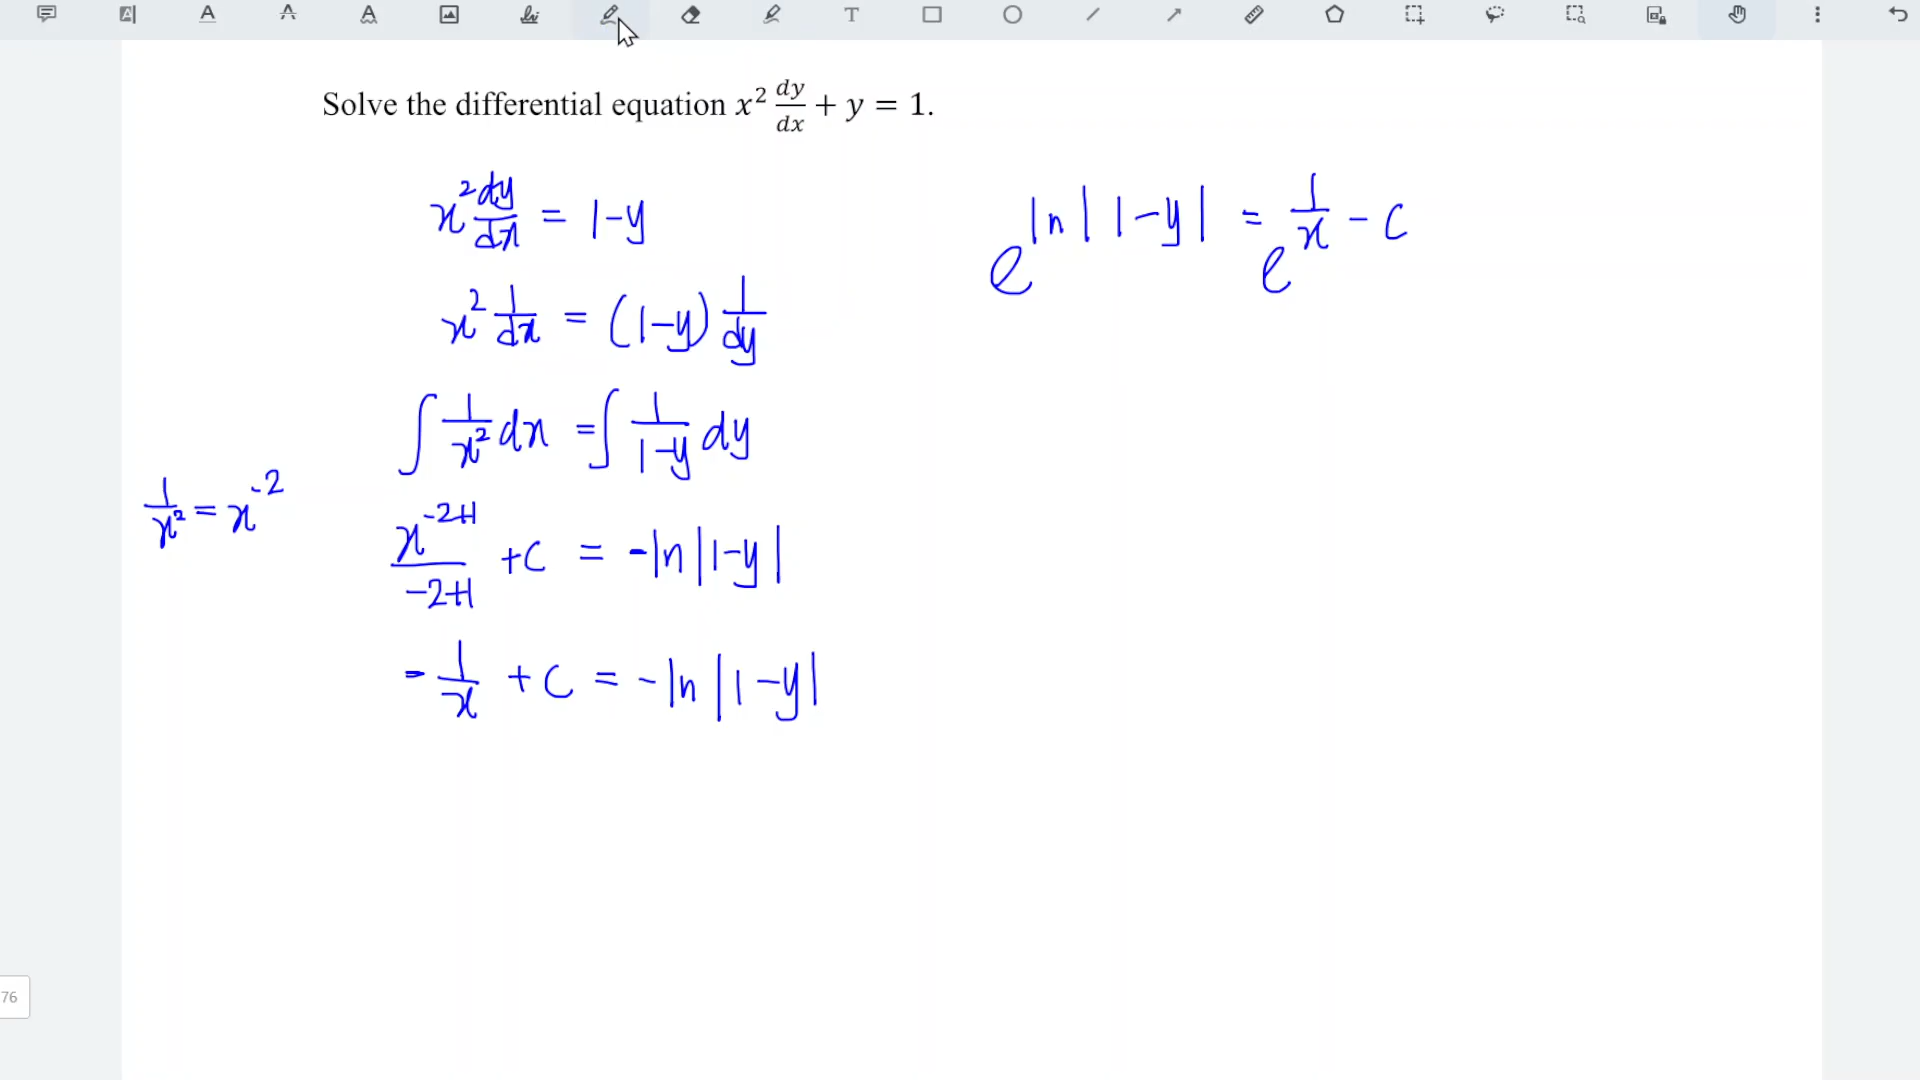 Solve the differential equation x² dy/dx + y = 1.
x² dy/dx = 1-y
x² 1/dx = (1-y) 1/dy
∫ 1/x² dx = ∫ 1/1-y dy
1/x² = x⁻²
x⁻²⁺¹/-2+1 + c = -ln|1-y|
- 1/x + c = -ln|1-y|
e^ln|1-y| = e^1/x - c
76